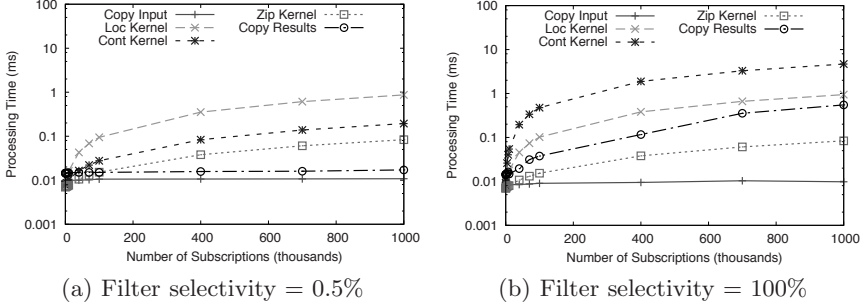 Copy Input
Loc Kernel
Cont Kernel
Zip Kernel
Copy Results
Processing Time (ms)
100
10
1
0.1
0.01
0.001
0 200 400 600 800 1000
Number of Subscriptions (thousands)
(a) Filter selectivity = 0.5%
Copy Input
Loc Kernel
Cont Kernel
Zip Kernel
Copy Results
Processing Time (ms)
100
10
1
0.1
0.01
0.001
0 200 400 600 800 1000
Number of Subscriptions (thousands)
(b) Filter selectivity = 100%